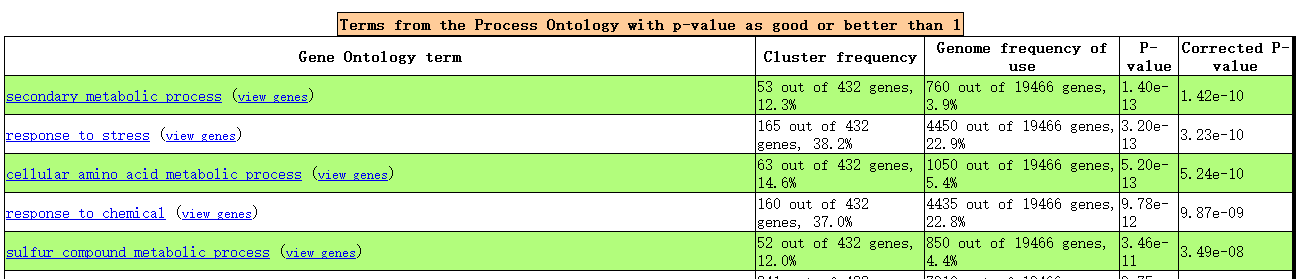 Terms from the Process Ontology with p-value as good or better than 1
Gene Ontology term
Cluster frequency
Genome frequency of
use
P-
value
Corrected P-
value
secondary metabolic process (view genes)
53 out of 432 genes,
12.3%
760 out of 19466 genes,
3.9%
1.40e-
13
1.42e-10
response to stress (view genes)
165 out of 432
genes, 38.2%
4450 out of 19466 genes,
22.9%
3.20e-
13
3.23e-10
cellular amino acid metabolic process (view genes)
63 out of 432 genes,
14.6%
1050 out of 19466 genes,
5.4%
5.20e-
13
5.24e-10
response to chemical (view genes)
160 out of 432
genes, 37.0%
4435 out of 19466 genes,
22.8%
9.78e-
12
9.87e-09
sulfur compound metabolic process (view genes)
52 out of 432 genes,
12.0%
850 out of 19466 genes,
4.4%
3.46e-
11
3.49e-08